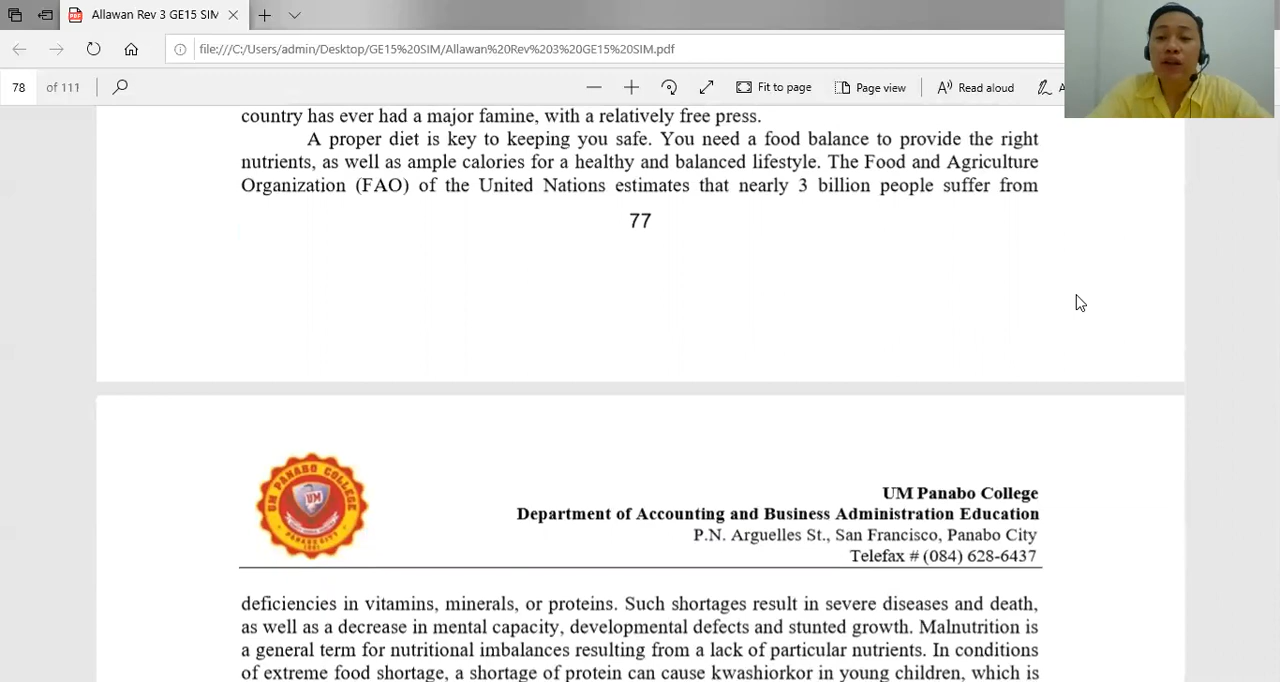 Allawan Rev 3 GE15 SIM
file:///C:/Users/admin/Desktop/GE15%20SIM/Allawan%20Rev%203%20GE15%20SIM.pdf
78 of 111 Fit to page Page view Read aloud
country has ever had a major famine, with a relatively free press.
A proper diet is key to keeping you safe. You need a food balance to provide the right
nutrients, as well as ample calories for a healthy and balanced lifestyle. The Food and Agriculture
Organization (FAO) of the United Nations estimates that nearly 3 billion people suffer from
77
UM PANABO COLLEGE
UM
PANABO CITY
UM Panabo College
Department of Accounting and Business Administration Education
P.N. Arguelles St., San Francisco, Panabo City
Telefax # (084) 628-6437
deficiencies in vitamins, minerals, or proteins. Such shortages result in severe diseases and death,
as well as a decrease in mental capacity, developmental defects and stunted growth. Malnutrition is
a general term for nutritional imbalances resulting from a lack of particular nutrients. In conditions
of extreme food shortage, a shortage of protein can cause kwashiorkor in young children, which is